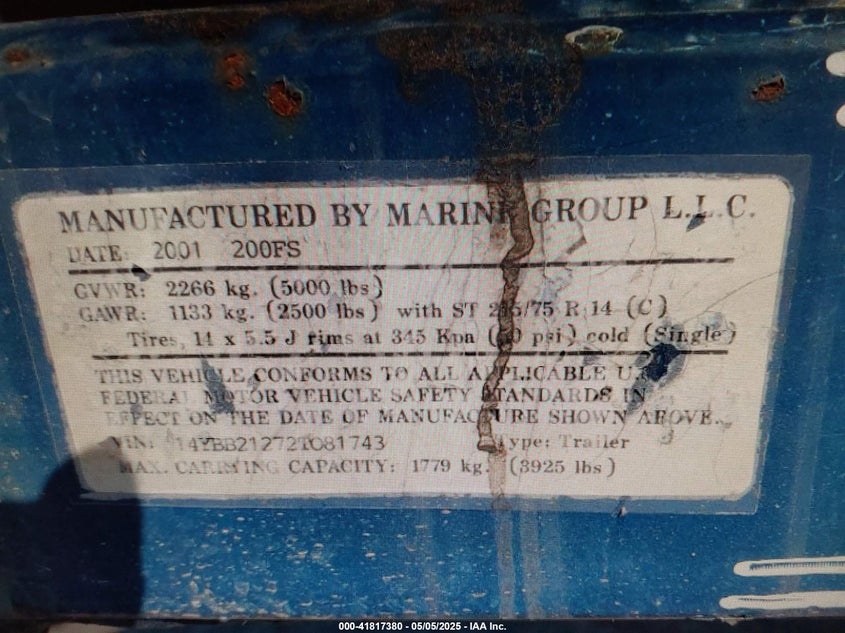 MANUFACTURED BY MARINE GROUP L.L.C.
DATE: 2001 200FS
GVWR: 2266 kg. (5000 lbs)
GAWR: 1133 kg. (2500 lbs) with ST /75 R 14 (C)
Tires, 14 x 5.5 J rims at 345 Kpa ( psi) cold (Single)
THIS VEHICLE CONFORMS TO ALL APPLICABLE U.S.
FEDERAL MOTOR VEHICLE SAFETY STANDARDS IN
EFFECT ON THE DATE OF MANUFACTURE SHOWN ABOVE.
VIN: Type: Trailer
MAX. CARRYING CAPACITY: 1779 kg. (3925 lbs)
000-41817380 - 05/05/2025 - IAA Inc.